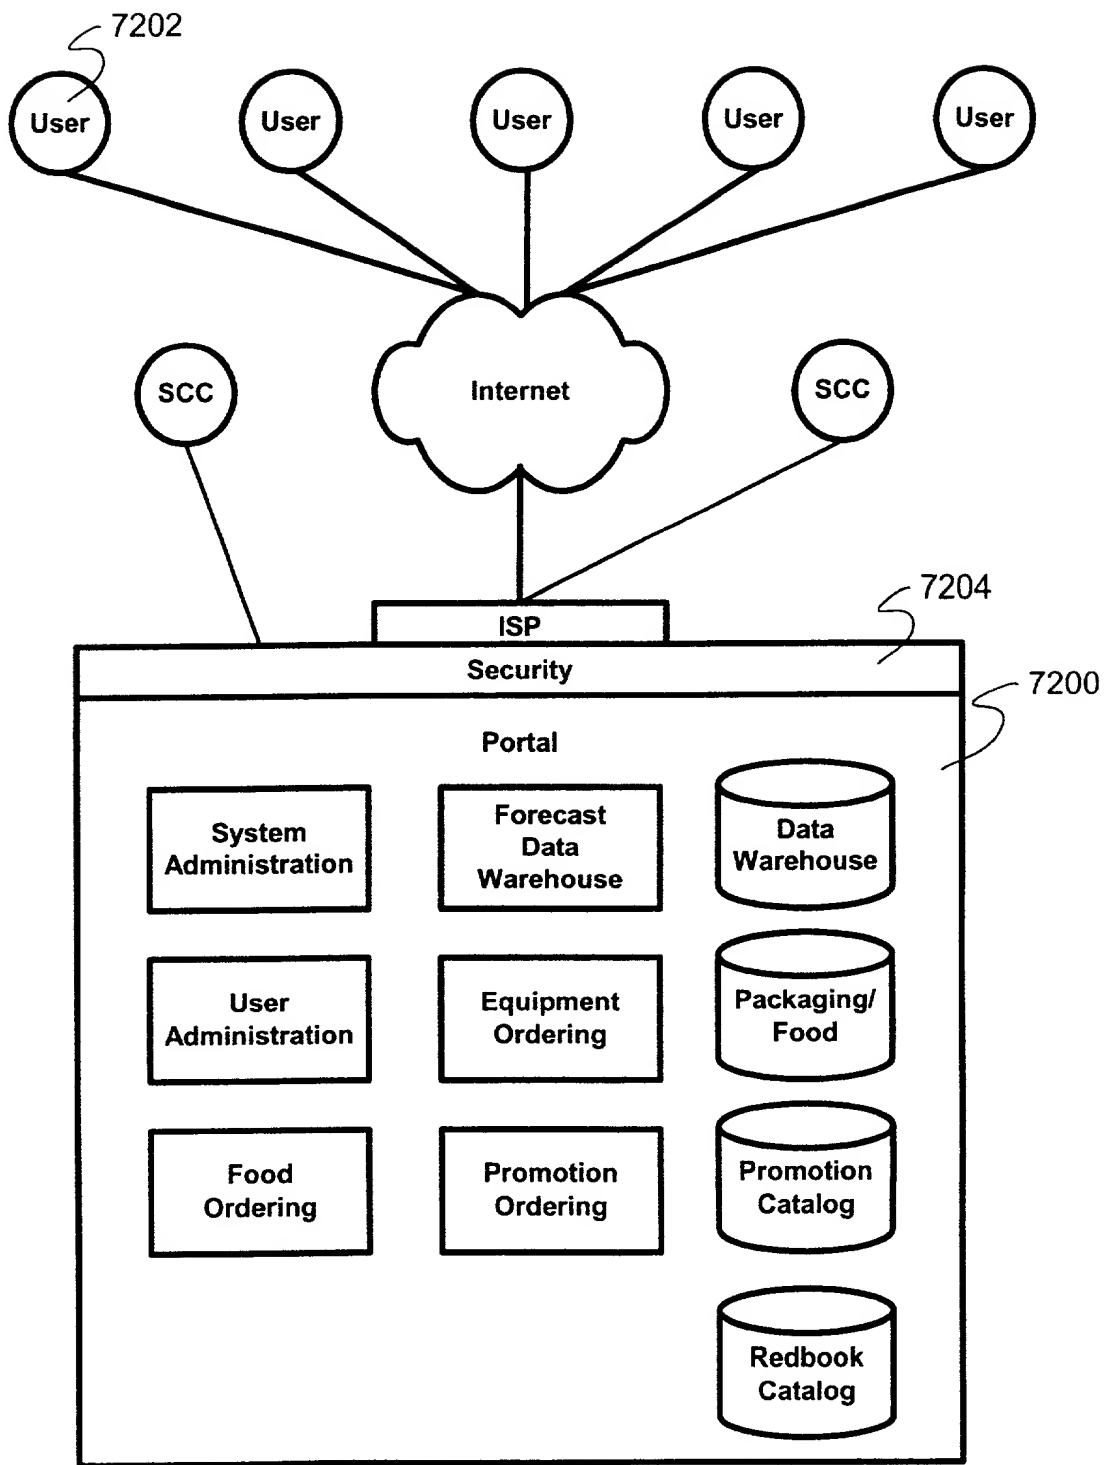 7202
User
User
User
User
User
SCC
Internet
SCC
7204
ISP
Security
7200
Portal
System
Administration
Forecast
Data
Warehouse
Data
Warehouse
User
Administration
Equipment
Ordering
Packaging/
Food
Food
Ordering
Promotion
Ordering
Promotion
Catalog
Redbook
Catalog